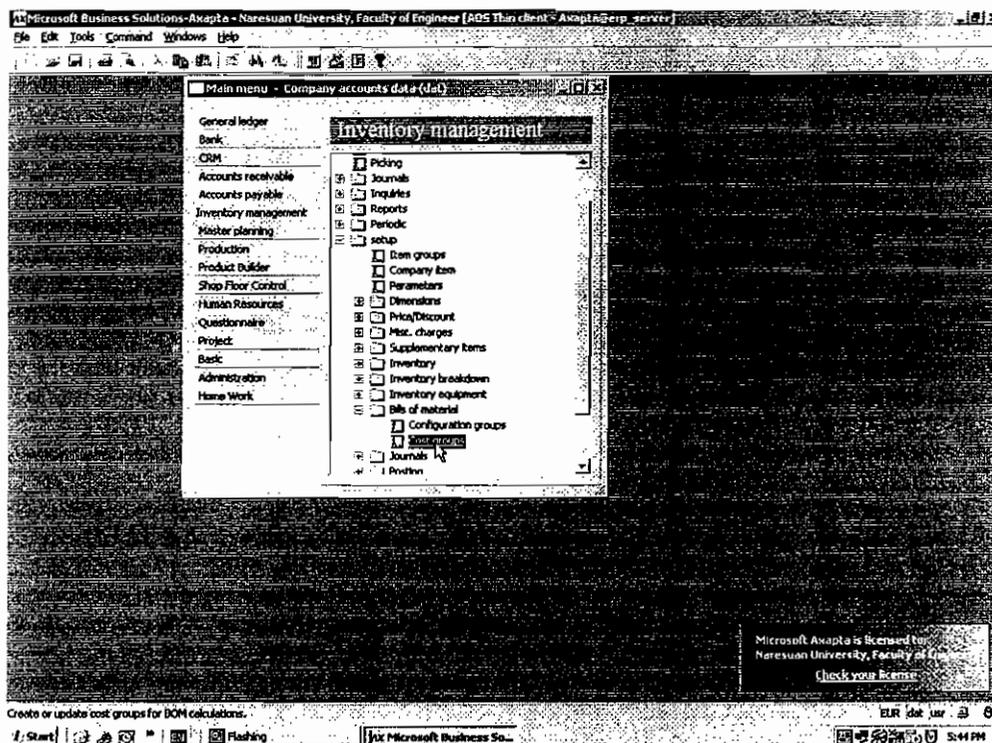 Microsoft Business Solutions-Axapta - Naresuan University, Faculty of Engineer [AOS Thin client - Axapta@erp_server]
File Edit Tools Command Windows Help
Main menu - Company accounts data (dat)
General ledger
Bank
CRM
Accounts receivable
Accounts payable
Inventory management
Master planning
Production
Product Builder
Shop Floor Control
Human Resources
Questionnaire
Project
Basic
Administration
Home Work
Inventory management
Picking
Journals
Inquiries
Reports
Periodic
setup
Item groups
Company item
Parameters
Dimensions
Price/Discount
Misc. charges
Supplementary items
Inventory
Inventory breakdown
Inventory equipment
Bills of material
Configuration groups
Cost groups
Journals
Posting
Microsoft Axapta is licensed to:
Naresuan University, Faculty of
Check your license
Create or update cost groups for BOM calculations.
EUR dat usr
Start
Flashing
Microsoft Business So...
5:44 PM